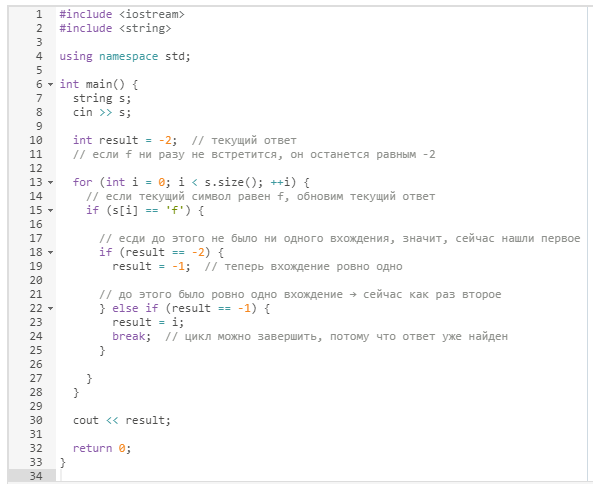 1 #include <iostream>
2 #include <string>
3
4 using namespace std;
5
6 int main() {
7 string s;
8 cin >> s;
9
10 int result = -2; // текущий ответ
11 // если f ни разу не встретится, он останется равным -2
12
13 for (int i = 0; i < s.size(); ++i) {
14 // если текущий символ равен f, обновим текущий ответ
15 if (s[i] == 'f') {
16
17 // есди до этого не было ни одного вхождения, значит, сейчас нашли первое
18 if (result == -2) {
19 result = -1; // теперь вхождение ровно одно
20
21 // до этого было ровно одно вхождение → сейчас как раз второе
22 } else if (result == -1) {
23 result = i;
24 break; // цикл можно завершить, потому что ответ уже найден
25 }
26
27 }
28 }
29
30 cout << result;
31
32 return 0;
33 }
34